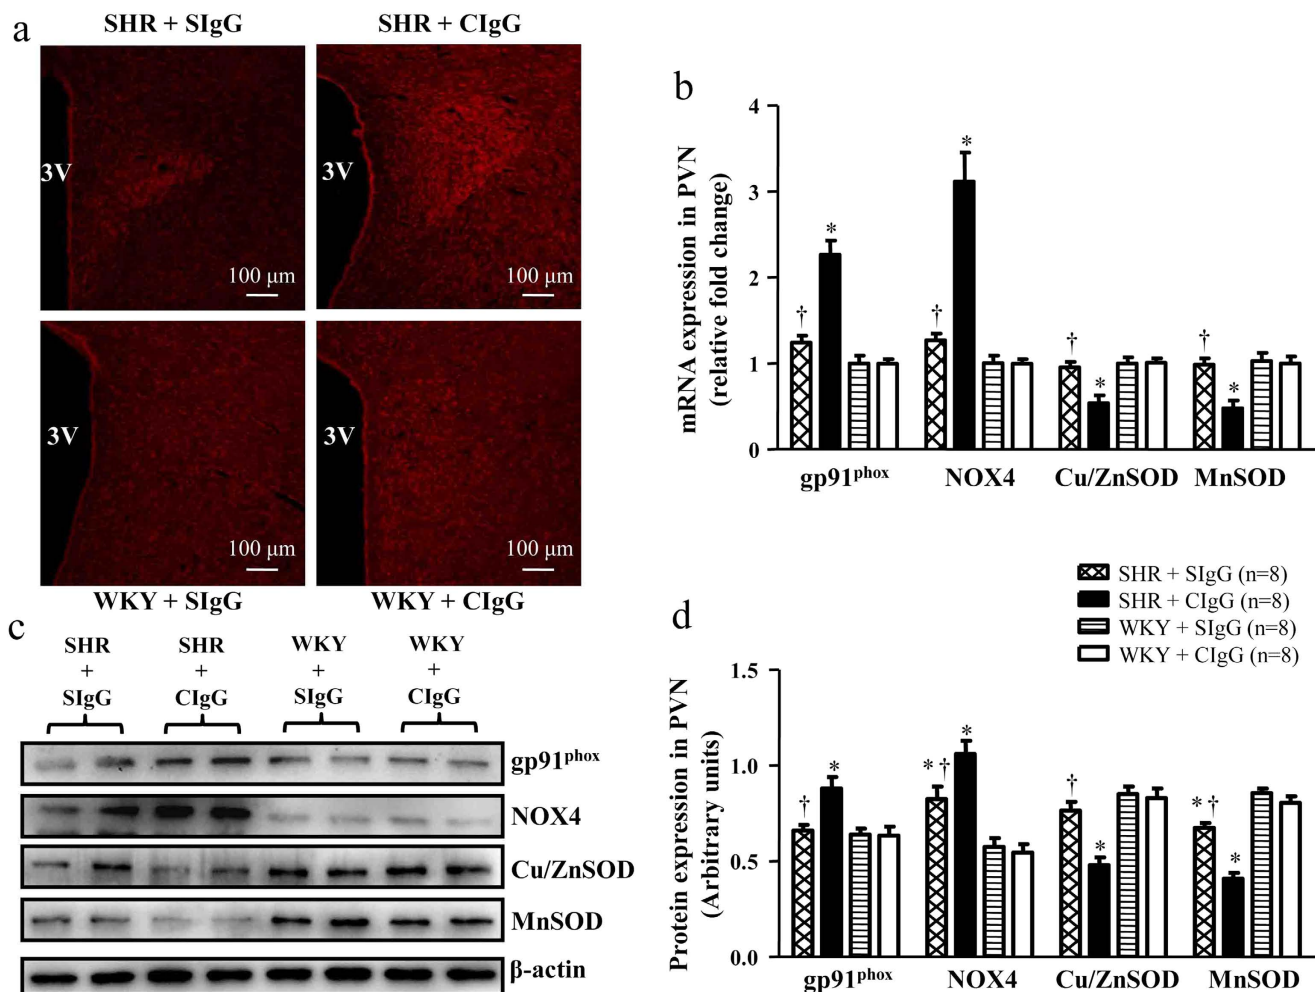 a
SHR + SIgG
SHR + CIgG
3V
100 μm
100 μm
3V
100 μm
3V
100 μm
WKY + SIgG
WKY + CIgG
b
mRNA expression in PVN
(relative fold change)
4
3
2
1
0
*
*
†
†
†
†
*
*
gp91phox
NOX4
Cu/ZnSOD
MnSOD
SHR + SIgG (n=8)
SHR + CIgG (n=8)
WKY + SIgG (n=8)
WKY + CIgG (n=8)
c
SHR
+
SIgG
SHR
+
CIgG
WKY
+
SIgG
WKY
+
CIgG
gp91phox
NOX4
Cu/ZnSOD
MnSOD
β-actin
d
Protein expression in PVN
(Arbitrary units)
1.5
1.0
0.5
0.0
†
*
* †
*
†
*
* †
*
gp91phox
NOX4
Cu/ZnSOD
MnSOD